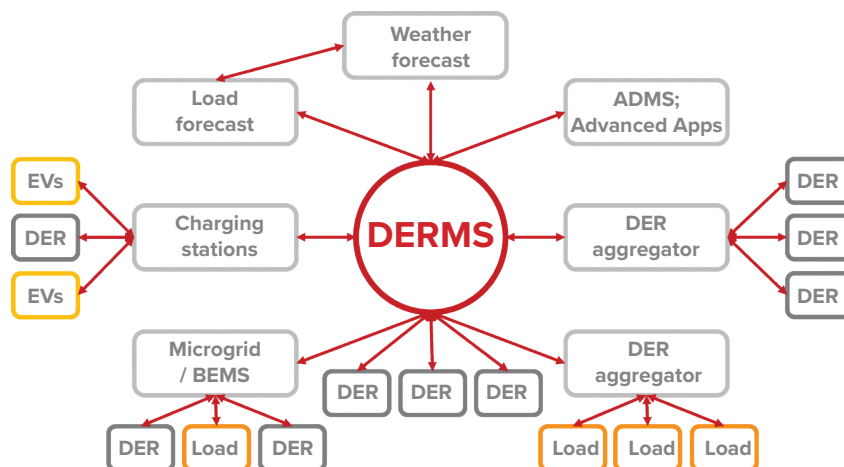 Weather
forecast
Load
forecast
ADMS;
Advanced Apps
EVs
DER
EVs
Charging
stations
DERMS
DER
aggregator
DER
DER
DER
Microgrid
/ BEMS
DER
Load
DER
DER
DER
DER
DER
aggregator
Load
Load
Load